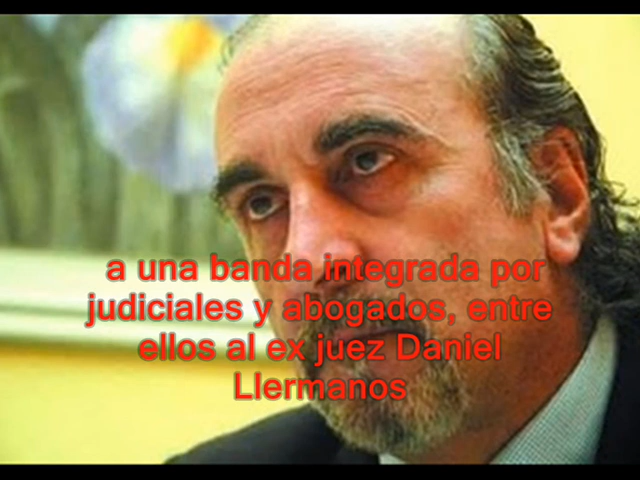 a una banda integrada por
judiciales y abogados, entre
ellos al ex juez Daniel
Llermanos